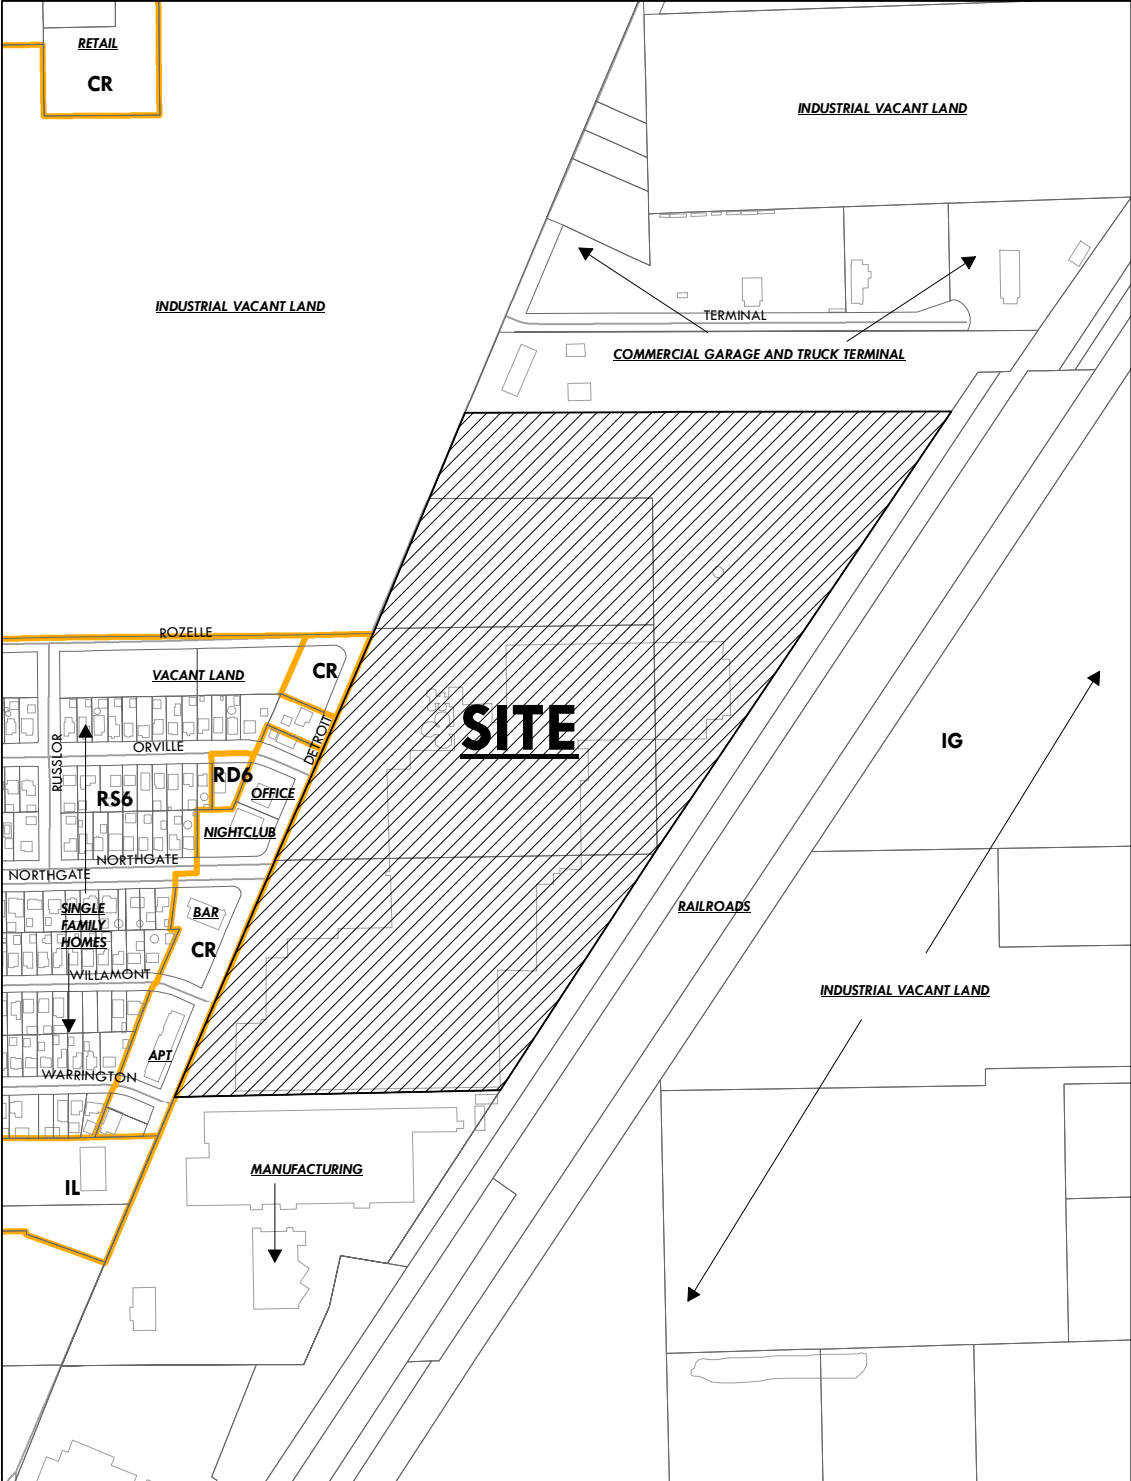 RETAIL
CR
INDUSTRIAL VACANT LAND
INDUSTRIAL VACANT LAND
TERMINAL
COMMERCIAL GARAGE AND TRUCK TERMINAL
ROZELLE
VACANT LAND
CR
DETROIT
ORVILLE
RUSSLOR
SITE
IG
RD6
RS6
OFFICE
NIGHTCLUB
NORTHGATE
NORTHGATE
SINGLE
FAMILY
HOMES
BAR
CR
RAILROADS
WILLAMONT
INDUSTRIAL VACANT LAND
APT
WARRINGTON
MANUFACTURING
IL